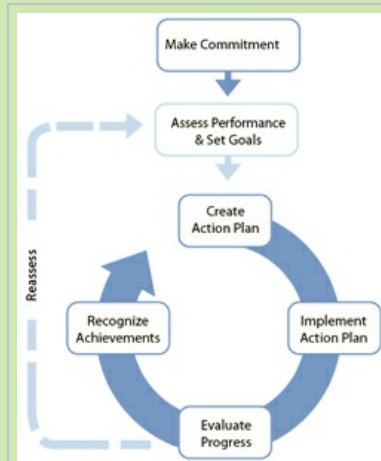 Make Commitment
Assess Performance
& Set Goals
Create
Action Plan
Reassess
Recognize
Achievements
Implement
Action Plan
Evaluate
Progress